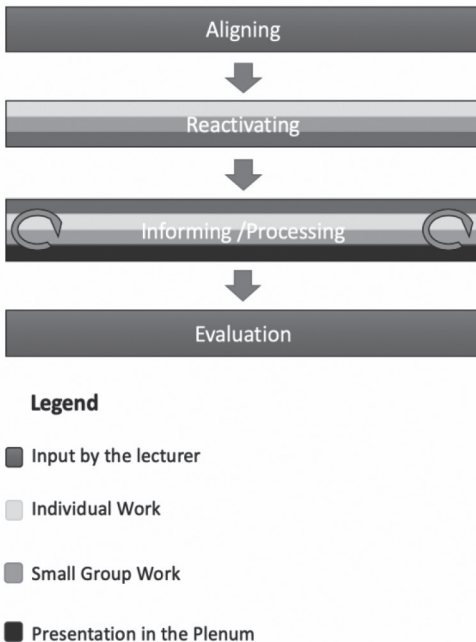 Aligning
Reactivating
Informing /Processing
Evaluation
Legend
Input by the lecturer
Individual Work
Small Group Work
Presentation in the Plenum